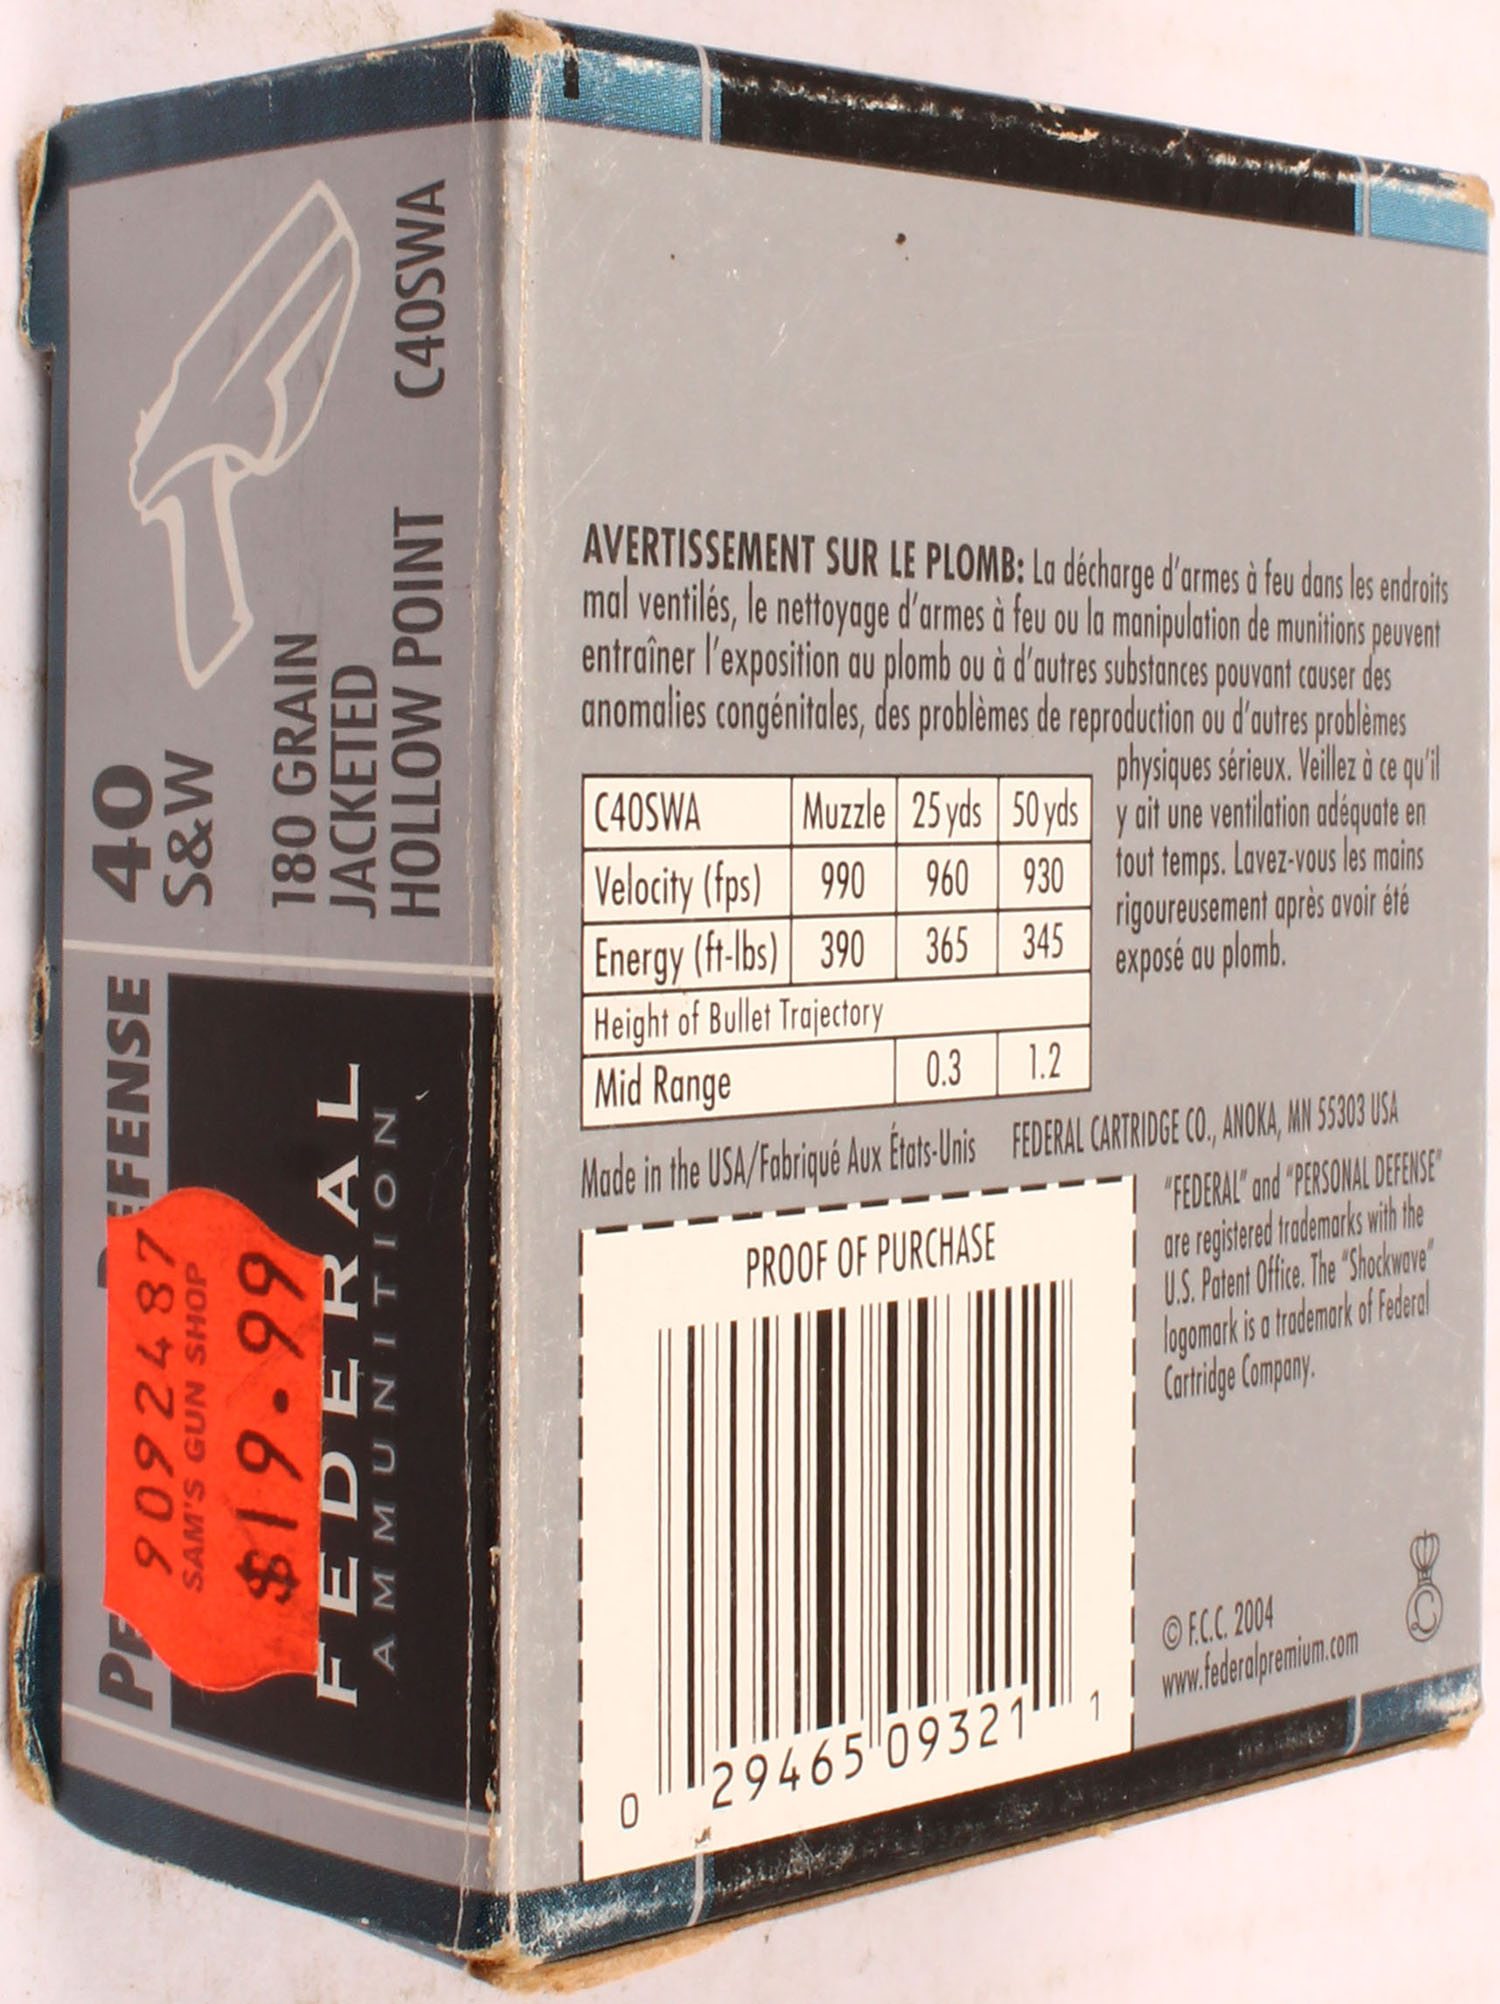 PE DEFENSE
40
S&W
180 GRAIN
JACKETED
HOLLOW POINT C40SWA
FEDERAL
AMMUNITION
9092487
SAM'S GUN SHOP
$19.99
AVERTISSEMENT SUR LE PLOMB: La décharge d'armes à feu dans les endroits
mal ventilés, le nettoyage d'armes à feu ou la manipulation de munitions peuvent
entraîner l'exposition au plomb ou à d'autres substances pouvant causer des
anomalies congénitales, des problèmes de reproduction ou d'autres problèmes
physiques sérieux. Veillez à ce qu'il
y ait une ventilation adéquate en
tout temps. Lavez-vous les mains
rigoureusement après avoir été
exposé au plomb.
C40SWA Muzzle 25 yds 50 yds
Velocity (fps) 990 960 930
Energy (ft-lbs) 390 365 345
Height of Bullet Trajectory
Mid Range 0.3 1.2
Made in the USA/Fabriqué Aux États-Unis FEDERAL CARTRIDGE CO., ANOKA, MN 55303 USA
PROOF OF PURCHASE
0 29465 09321 1
"FEDERAL" and "PERSONAL DEFENSE"
are registered trademarks with the
U.S. Patent Office. The "Shockwave"
logomark is a trademark of Federal
Cartridge Company.
© F.C.C. 2004
www.federalpremium.com
C